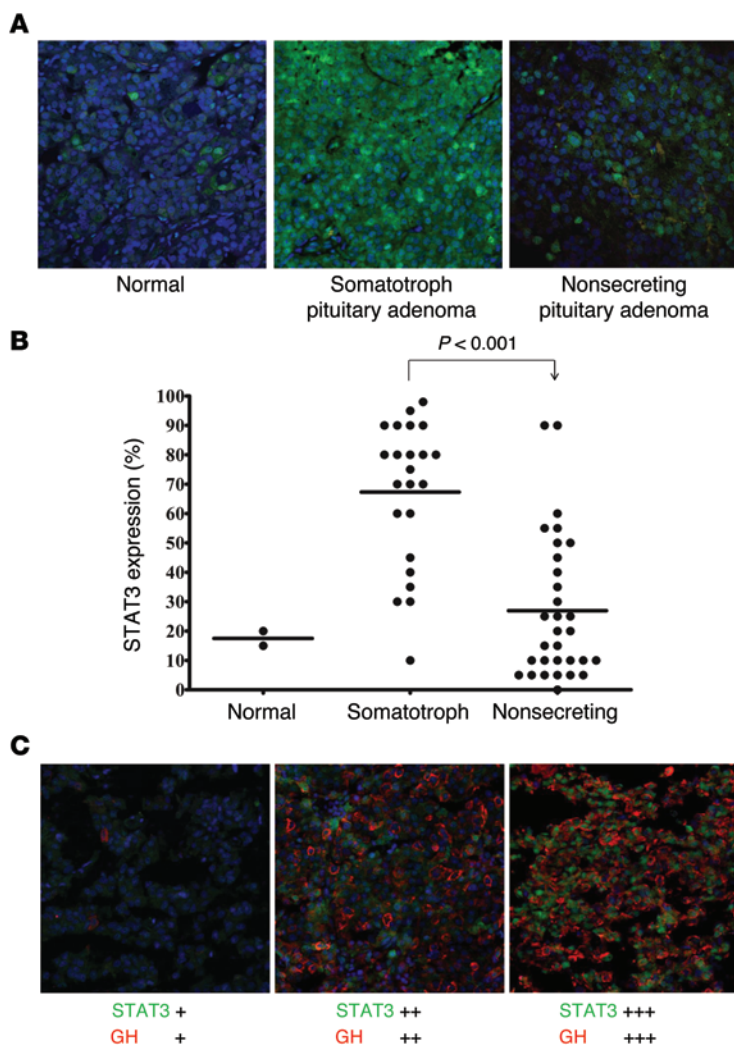 A
Normal
Somatotroph
pituitary adenoma
Nonsecreting
pituitary adenoma
B
P < 0.001
STAT3 expression (%)
100
90
80
70
60
50
40
30
20
10
0
Normal Somatotroph Nonsecreting
C
STAT3 + STAT3 ++ STAT3 +++
GH + GH ++ GH +++